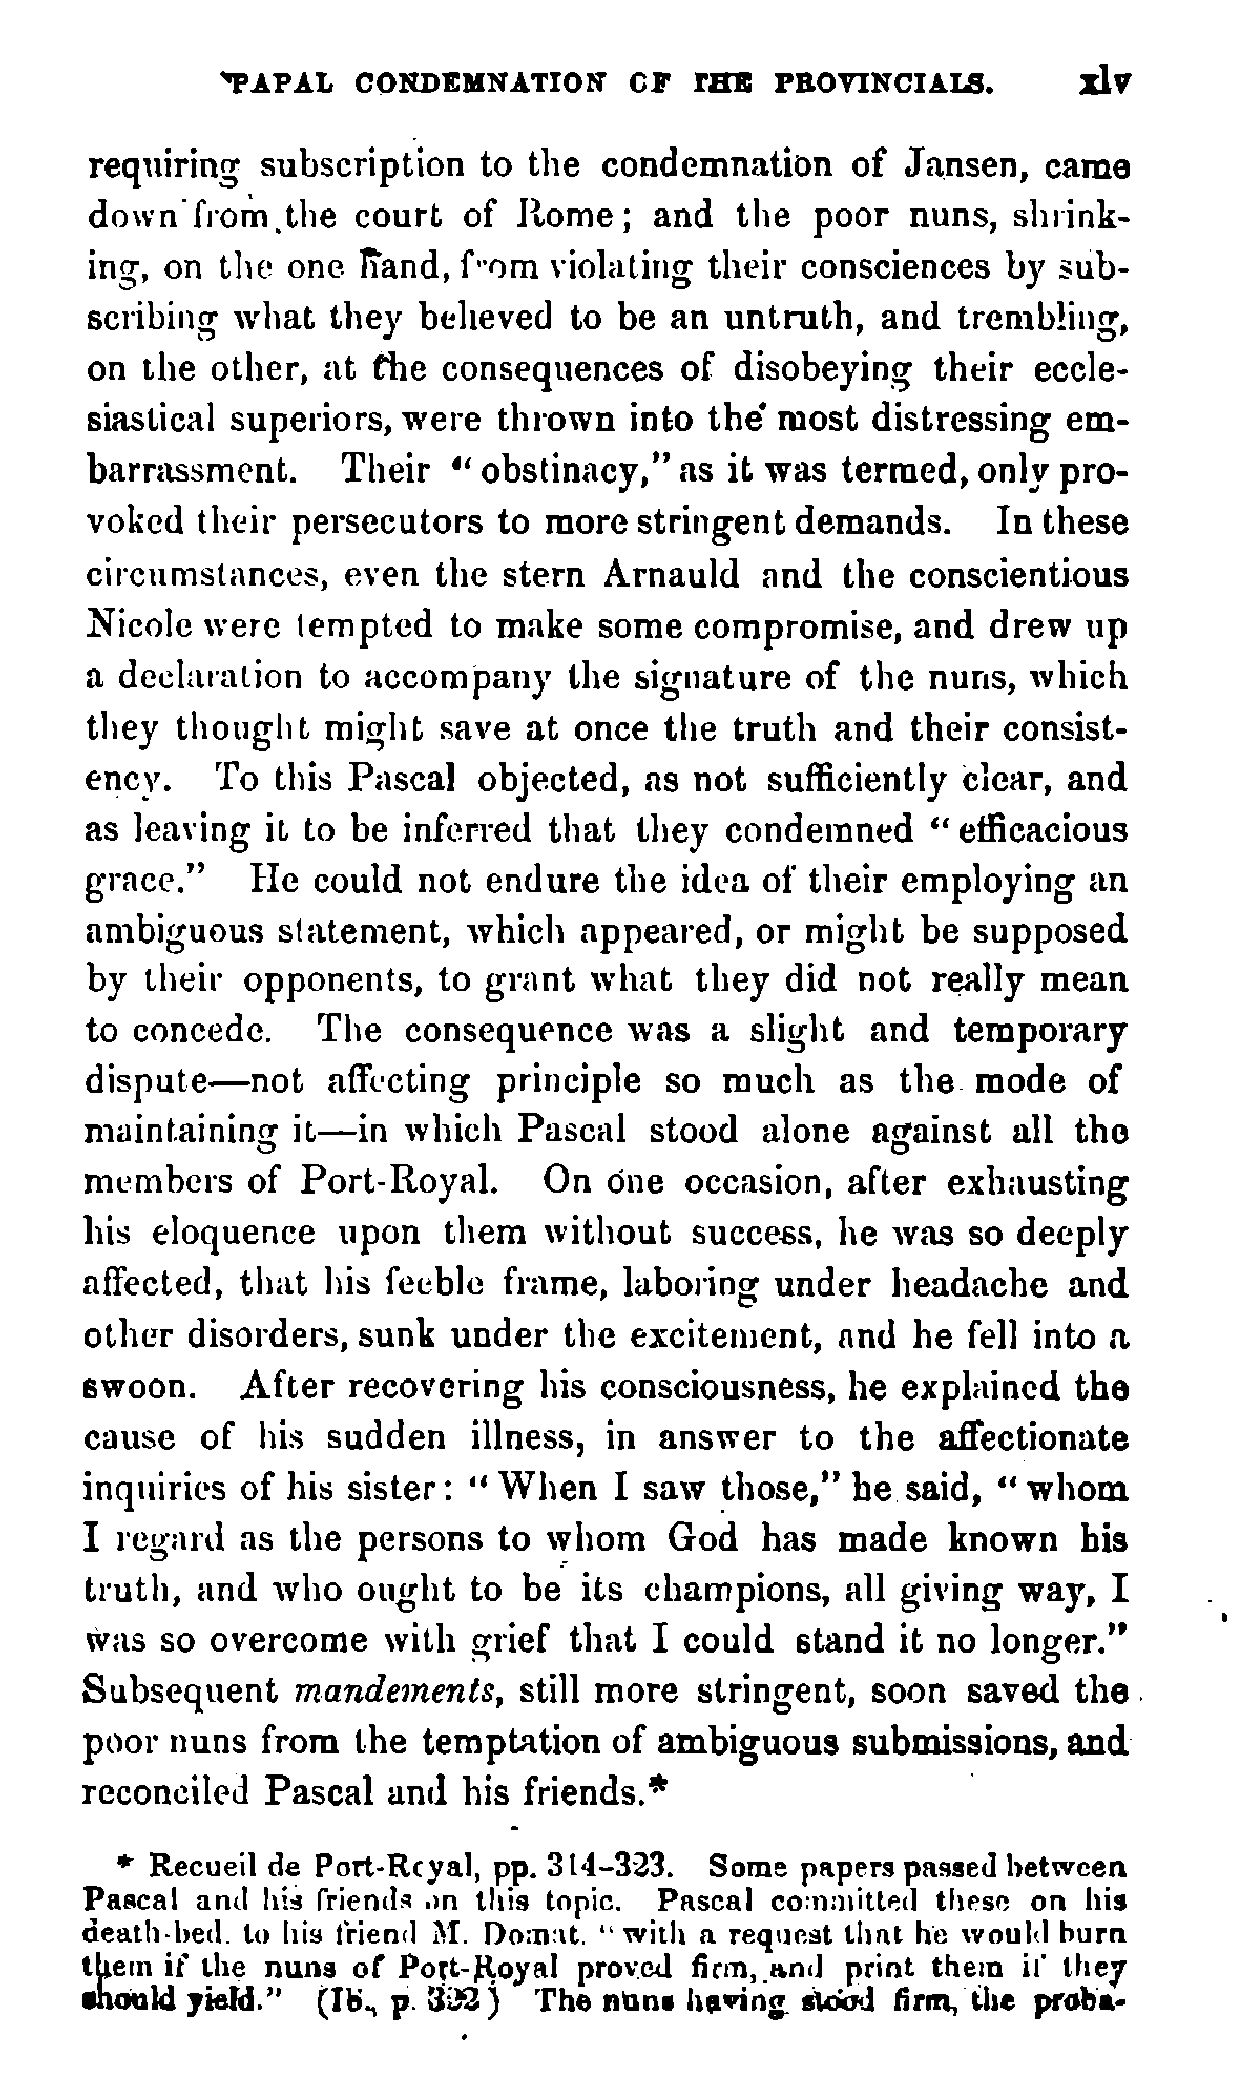 PAPAL CONDEMNATION OF THE PROVINCIALS. xlv
requiring subscription to the condemnation of Jansen, came
down from the court of Rome; and the poor nuns, shrink-
ing, on the one hand, from violating their consciences by sub-
scribing what they believed to be an untruth, and trembling,
on the other, at the consequences of disobeying their eccle-
siastical superiors, were thrown into the most distressing em-
barrassment. Their "obstinacy," as it was termed, only pro-
voked their persecutors to more stringent demands. In these
circumstances, even the stern Arnauld and the conscientious
Nicole were tempted to make some compromise, and drew up
a declaration to accompany the signature of the nuns, which
they thought might save at once the truth and their consist-
ency. To this Pascal objected, as not sufficiently clear, and
as leaving it to be inferred that they condemned "efficacious
grace." He could not endure the idea of their employing an
ambiguous statement, which appeared, or might be supposed
by their opponents, to grant what they did not really mean
to concede. The consequence was a slight and temporary
dispute—not affecting principle so much as the mode of
maintaining it—in which Pascal stood alone against all the
members of Port-Royal. On one occasion, after exhausting
his eloquence upon them without success, he was so deeply
affected, that his feeble frame, laboring under headache and
other disorders, sunk under the excitement, and he fell into a
swoon. After recovering his consciousness, he explained the
cause of his sudden illness, in answer to the affectionate
inquiries of his sister: "When I saw those," he said, "whom
I regard as the persons to whom God has made known his
truth, and who ought to be its champions, all giving way, I
was so overcome with grief that I could stand it no longer."
Subsequent mandements, still more stringent, soon saved the
poor nuns from the temptation of ambiguous submissions, and
reconciled Pascal and his friends.*
* Recueil de Port-Royal, pp. 314-323. Some papers passed between
Pascal and his friends on this topic. Pascal committed these on his
death-bed. to his friend M. Domat. "with a request that he would burn
them if the nuns of Port-Royal proved firm, and print them if they
should yield." (Ib., p. 322) The nuns having stood firm, the proba-